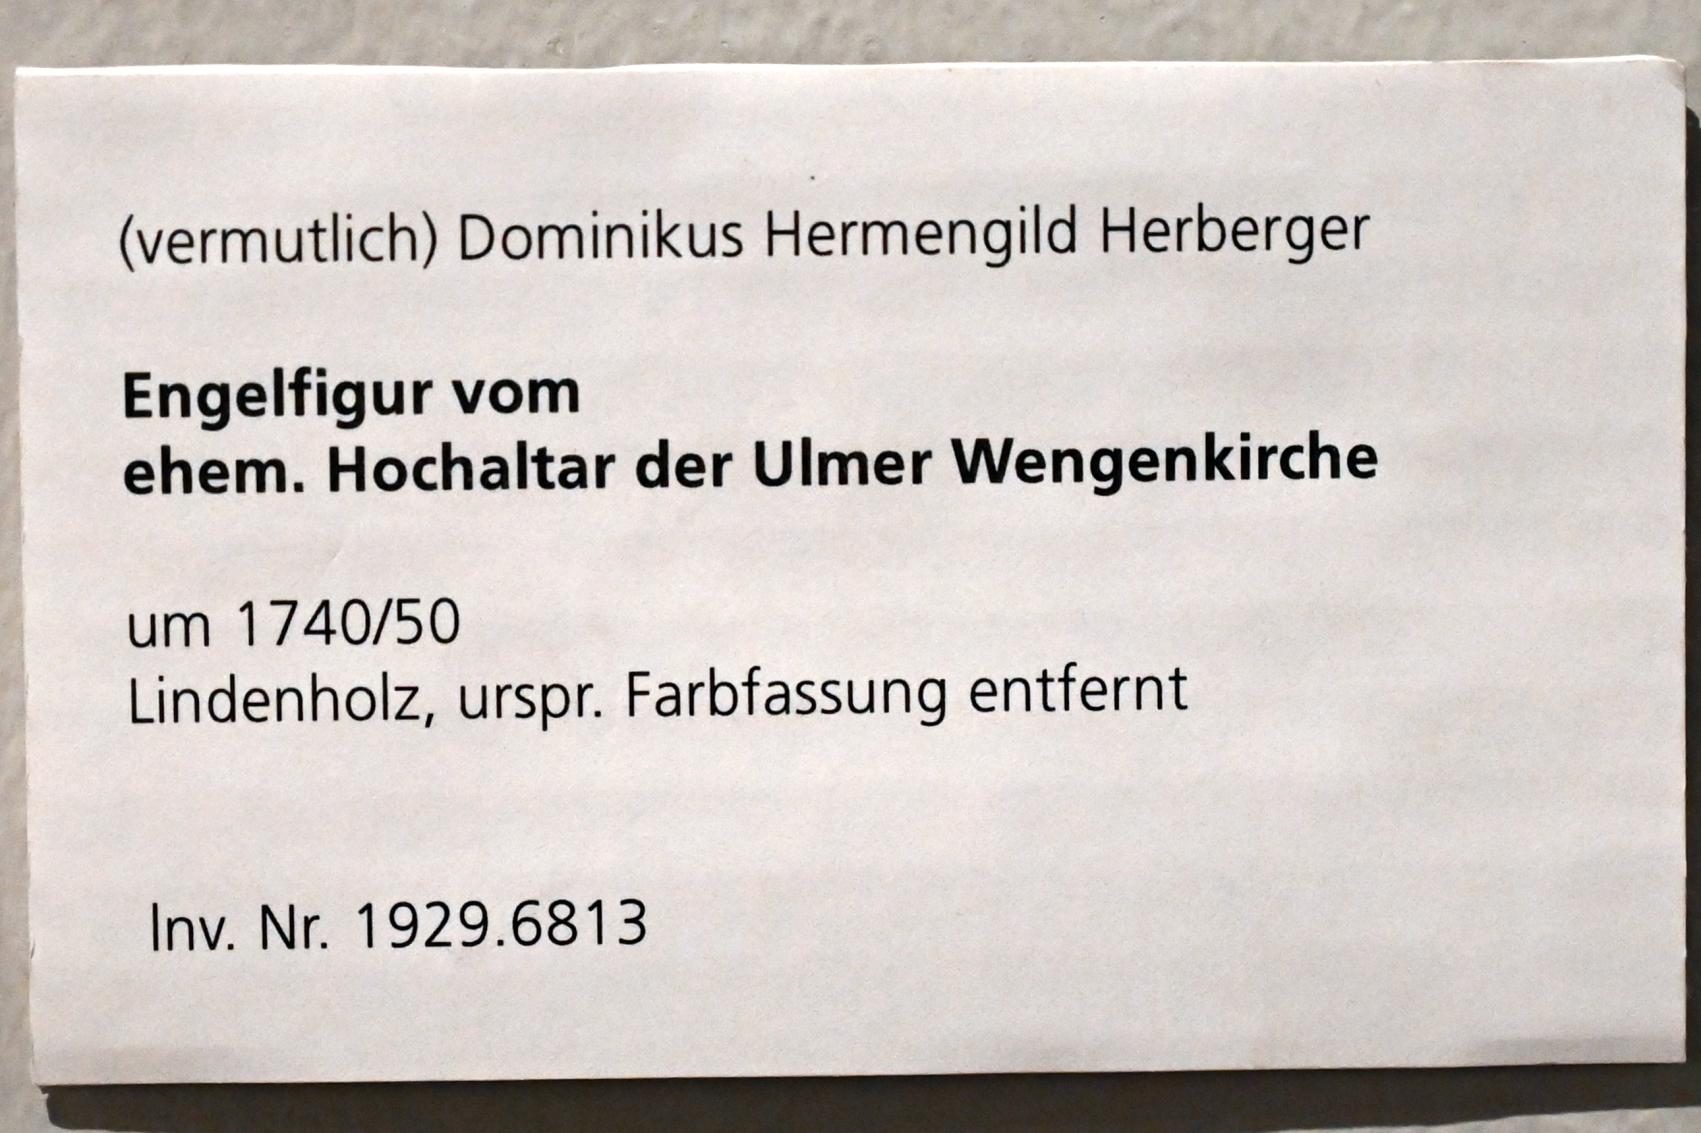 (vermutlich) Dominikus Hermengild Herberger
Engelfigur vom
ehem. Hochaltar der Ulmer Wengenkirche
um 1740/50
Lindenholz, urspr. Farbfassung entfernt
Inv. Nr. 1929.6813